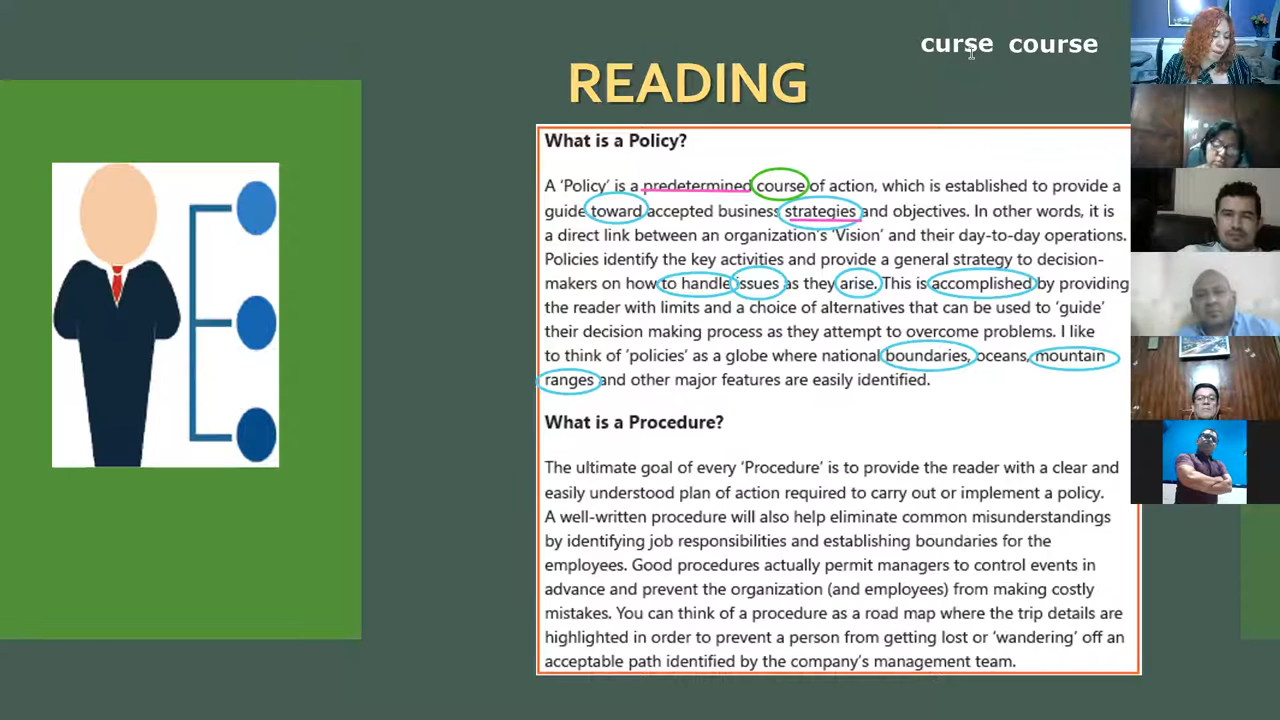 curse course
READING
What is a Policy?
A ‘Policy’ is a predetermined course of action, which is established to provide a
guide toward accepted business strategies and objectives. In other words, it is
a direct link between an organization’s ‘Vision’ and their day-to-day operations.
Policies identify the key activities and provide a general strategy to decision-
makers on how to handle issues as they arise. This is accomplished by providing
the reader with limits and a choice of alternatives that can be used to ‘guide’
their decision making process as they attempt to overcome problems. I like
to think of ‘policies’ as a globe where national boundaries, oceans, mountain
ranges and other major features are easily identified.
What is a Procedure?
The ultimate goal of every ‘Procedure’ is to provide the reader with a clear and
easily understood plan of action required to carry out or implement a policy.
A well-written procedure will also help eliminate common misunderstandings
by identifying job responsibilities and establishing boundaries for the
employees. Good procedures actually permit managers to control events in
advance and prevent the organization (and employees) from making costly
mistakes. You can think of a procedure as a road map where the trip details are
highlighted in order to prevent a person from getting lost or ‘wandering’ off an
acceptable path identified by the company’s management team.